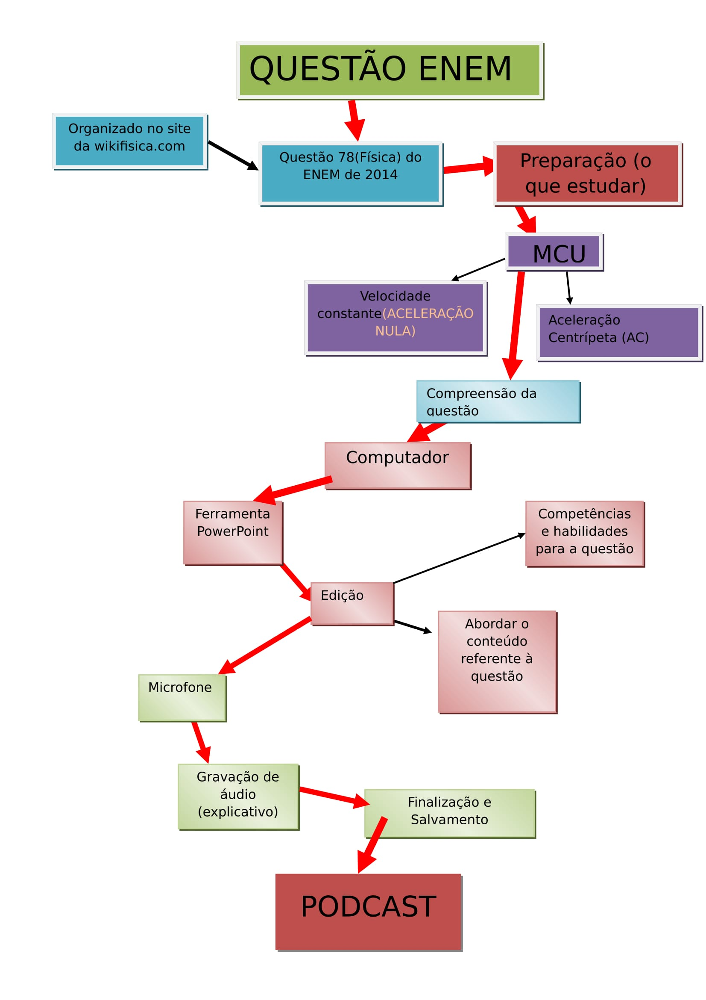 QUESTÃO ENEM
Organizado no site
da wikifisica.com
Questão 78(Física) do
ENEM de 2014
Preparação (o
que estudar)
MCU
Velocidade
constante(ACELERAÇÃO
NULA)
Aceleração
Centrípeta (AC)
Compreensão da
questão
Computador
Ferramenta
PowerPoint
Competências
e habilidades
para a questão
Edição
Abordar o
conteúdo
referente à
questão
Microfone
Gravação de
áudio
(explicativo)
Finalização e
Salvamento
PODCAST